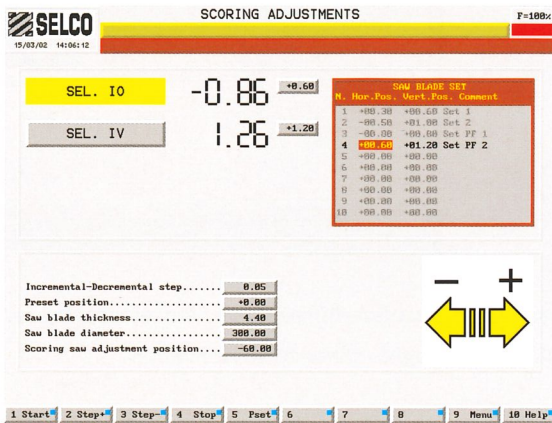 SELCO
SCORING ADJUSTMENTS
F=100%
15/03/02 14:06:12
SEL. IO
-0.86
+0.60
SEL. IV
1.26
+1.20
SAW BLADE SET
N. Hor.Pos. Vert.Pos. Comment
1 +00.30 +00.60 Set 1
2 -00.50 +01.00 Set 2
3 -00.80 +00.80 Set PF 1
4 +00.60 +01.20 Set PF 2
5 +00.00 +00.00
6 +00.00 +00.00
7 +00.00 +00.00
8 +00.00 +00.00
9 +00.00 +00.00
10 +00.00 +00.00
Incremental-Decremental step....... 0.05
Preset position................... +0.00
Saw blade thickness............... 4.40
Saw blade diameter................ 300.00
Scoring saw adjustment position.... -60.00
- +
1 Start 2 Step+ 3 Step- 4 Stop 5 Pset 6 7 8 9 Menu 10 Help